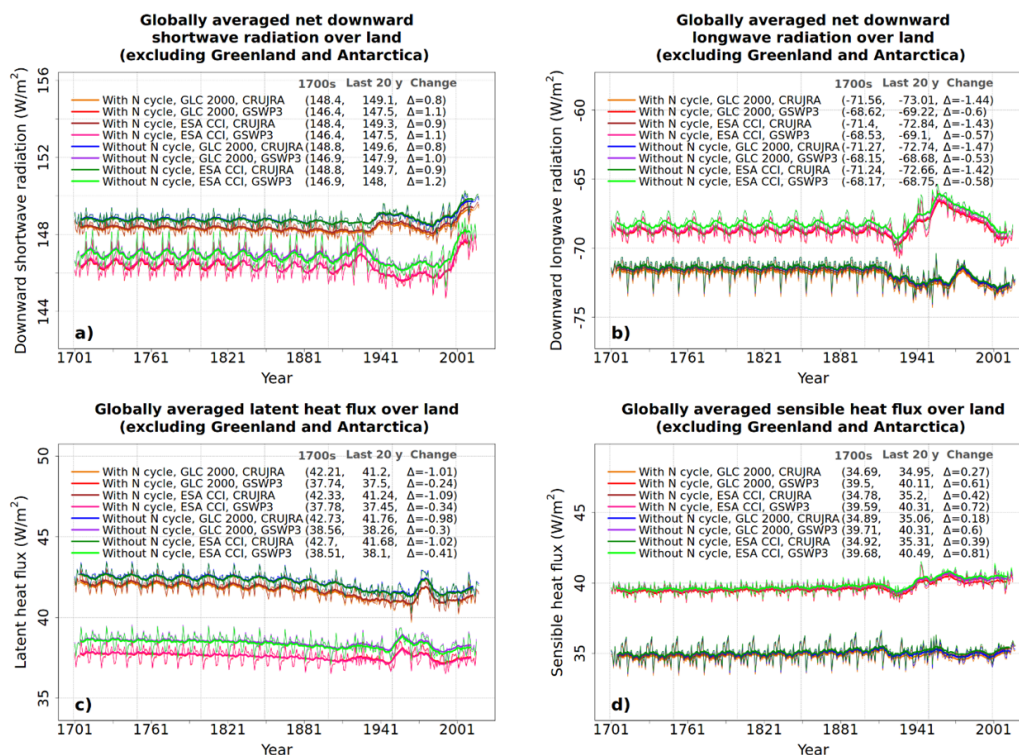 Globally averaged net downward
shortwave radiation over land
(excluding Greenland and Antarctica)
Downward shortwave radiation (W/m²)
156
152
148
144
1700s Last 20 y Change
With N cycle, GLC 2000, CRUJRA (148.4, 149.1, Δ=0.8)
With N cycle, GLC 2000, GSWP3 (146.4, 147.5, Δ=1.1)
With N cycle, ESA CCI, CRUJRA (148.4, 149.3, Δ=0.9)
With N cycle, ESA CCI, GSWP3 (146.4, 147.5, Δ=1.1)
Without N cycle, GLC 2000, CRUJRA (148.8, 149.6, Δ=0.8)
Without N cycle, GLC 2000, GSWP3 (146.9, 147.9, Δ=1.0)
Without N cycle, ESA CCI, CRUJRA (148.8, 149.7, Δ=0.9)
Without N cycle, ESA CCI, GSWP3 (146.9, 148, Δ=1.2)
a)
1701 1761 1821 1881 1941 2001
Year
Globally averaged net downward
longwave radiation over land
(excluding Greenland and Antarctica)
Downward longwave radiation (W/m²)
-60
-65
-70
-75
1700s Last 20 y Change
With N cycle, GLC 2000, CRUJRA (-71.56, -73.01, Δ=-1.44)
With N cycle, GLC 2000, GSWP3 (-68.62, -69.22, Δ=-0.6)
With N cycle, ESA CCI, CRUJRA (-71.4, -72.84, Δ=-1.43)
With N cycle, ESA CCI, GSWP3 (-68.53, -69.1, Δ=-0.57)
Without N cycle, GLC 2000, CRUJRA (-71.27, -72.74, Δ=-1.47)
Without N cycle, GLC 2000, GSWP3 (-68.15, -68.68, Δ=-0.53)
Without N cycle, ESA CCI, CRUJRA (-71.24, -72.66, Δ=-1.42)
Without N cycle, ESA CCI, GSWP3 (-68.17, -68.75, Δ=-0.58)
b)
1701 1761 1821 1881 1941 2001
Year
Globally averaged latent heat flux over land
(excluding Greenland and Antarctica)
Latent heat flux (W/m²)
50
45
40
35
1700s Last 20 y Change
With N cycle, GLC 2000, CRUJRA (42.21, 41.2, Δ=-1.01)
With N cycle, GLC 2000, GSWP3 (37.74, 37.5, Δ=-0.24)
With N cycle, ESA CCI, CRUJRA (42.33, 41.24, Δ=-1.09)
With N cycle, ESA CCI, GSWP3 (37.78, 37.45, Δ=-0.34)
Without N cycle, GLC 2000, CRUJRA (42.73, 41.76, Δ=-0.98)
Without N cycle, GLC 2000, GSWP3 (38.56, 38.26, Δ=-0.3)
Without N cycle, ESA CCI, CRUJRA (42.7, 41.68, Δ=-1.02)
Without N cycle, ESA CCI, GSWP3 (38.51, 38.1, Δ=-0.41)
c)
1701 1761 1821 1881 1941 2001
Year
Globally averaged sensible heat flux over land
(excluding Greenland and Antarctica)
Sensible heat flux (W/m²)
50
45
40
35
1700s Last 20 y Change
With N cycle, GLC 2000, CRUJRA (34.69, 34.95, Δ=0.27)
With N cycle, GLC 2000, GSWP3 (39.5, 40.11, Δ=0.61)
With N cycle, ESA CCI, CRUJRA (34.78, 35.2, Δ=0.42)
With N cycle, ESA CCI, GSWP3 (39.59, 40.31, Δ=0.72)
Without N cycle, GLC 2000, CRUJRA (34.89, 35.06, Δ=0.18)
Without N cycle, GLC 2000, GSWP3 (39.71, 40.31, Δ=0.6)
Without N cycle, ESA CCI, CRUJRA (34.92, 35.31, Δ=0.39)
Without N cycle, ESA CCI, GSWP3 (39.68, 40.49, Δ=0.81)
d)
1701 1761 1821 1881 1941 2001
Year